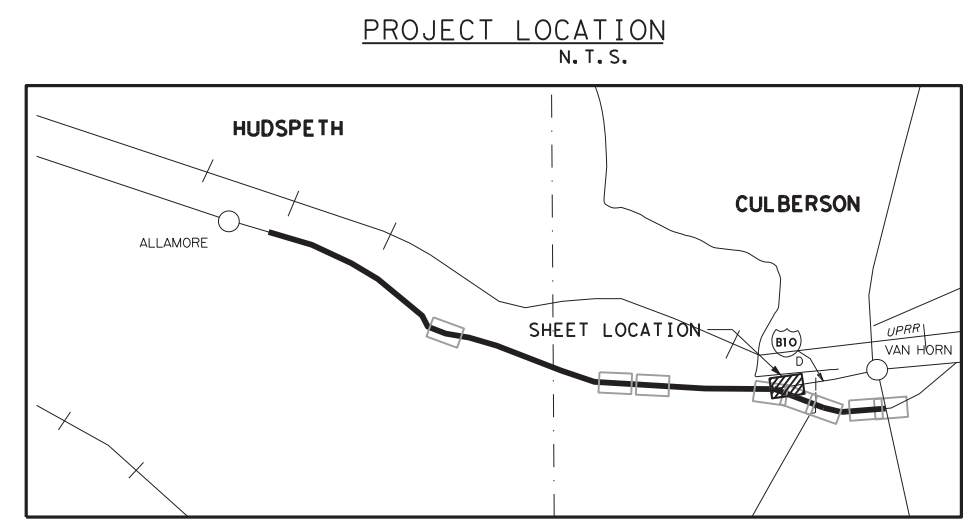 PROJECT LOCATION
N.T.S.
HUDSPETH
CULBERSON
ALLAMORE
SHEET LOCATION
B10
D
UPRR
VAN HORN